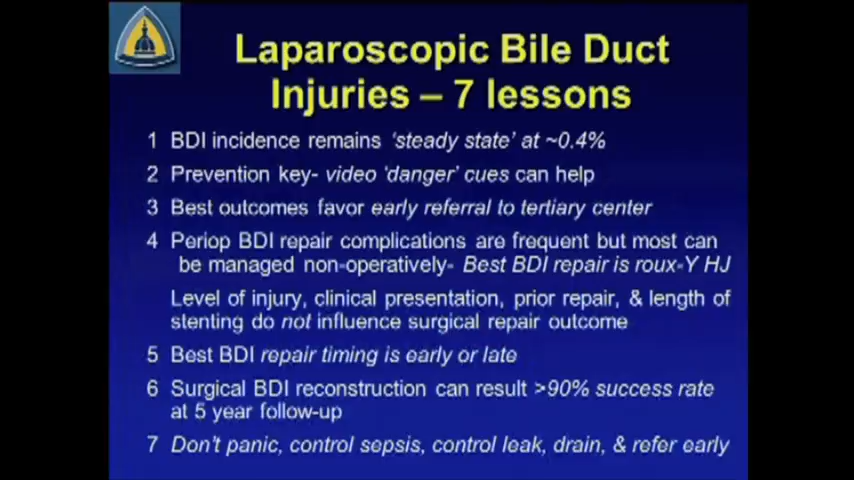 Laparoscopic Bile Duct
Injuries – 7 lessons
1 BDI incidence remains ‘steady state’ at ~0.4%
2 Prevention key- video ‘danger’ cues can help
3 Best outcomes favor early referral to tertiary center
4 Periop BDI repair complications are frequent but most can
be managed non-operatively- Best BDI repair is roux-Y HJ
Level of injury, clinical presentation, prior repair, & length of
stenting do not influence surgical repair outcome
5 Best BDI repair timing is early or late
6 Surgical BDI reconstruction can result >90% success rate
at 5 year follow-up
7 Don't panic, control sepsis, control leak, drain, & refer early